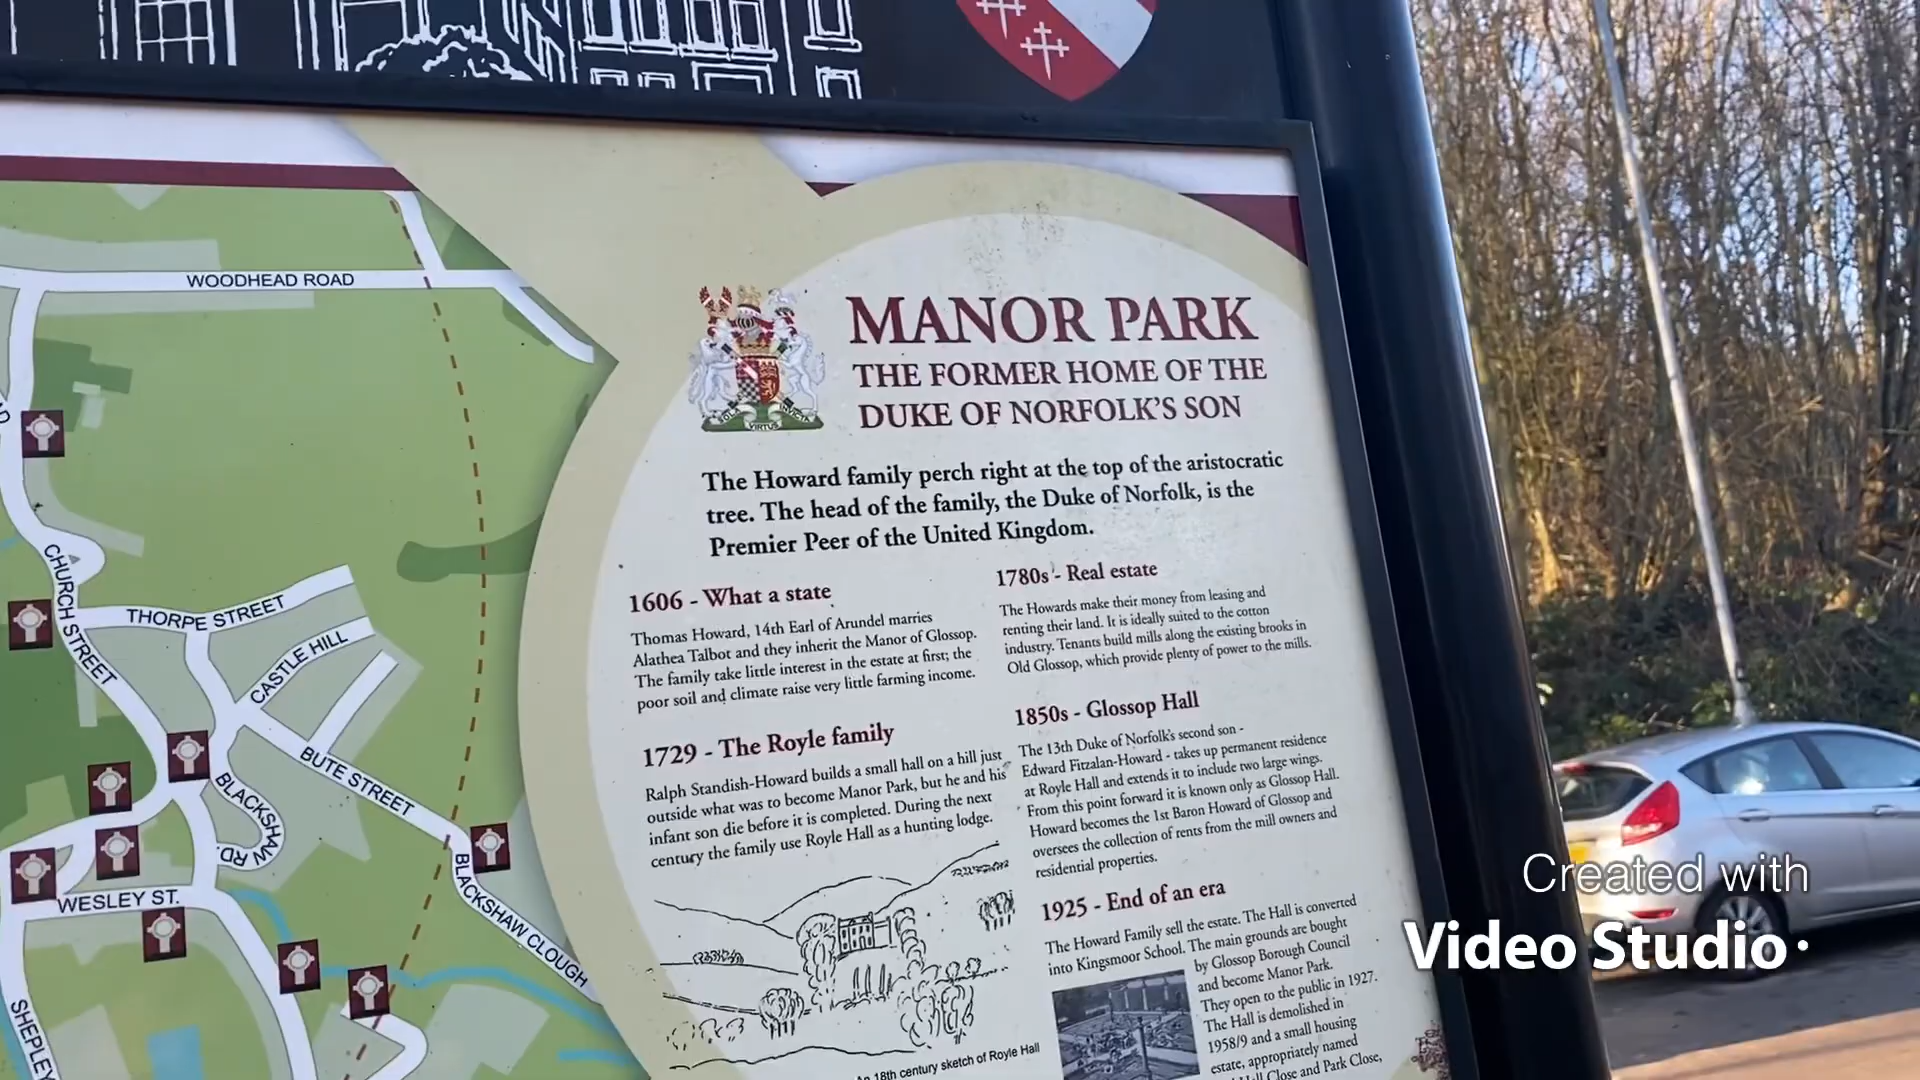 WOODHEAD ROAD
CHURCH STREET
THORPE STREET
CASTLE HILL
BUTE STREET
BLACKSHAW RD.
WESLEY ST.
BLACKSHAW CLOUGH
SHEPLEY
SOLA VIRTUS INVICTA
MANOR PARK
THE FORMER HOME OF THE
DUKE OF NORFOLK'S SON
The Howard family perch right at the top of the aristocratic
tree. The head of the family, the Duke of Norfolk, is the
Premier Peer of the United Kingdom.
1606 - What a state
Thomas Howard, 14th Earl of Arundel marries
Alathea Talbot and they inherit the Manor of Glossop.
The family take little interest in the estate at first; the
poor soil and climate raise very little farming income.
1729 - The Royle family
Ralph Standish-Howard builds a small hall on a hill just
outside what was to become Manor Park, but he and his
infant son die before it is completed. During the next
century the family use Royle Hall as a hunting lodge.
18th century sketch of Royle Hall
1780s - Real estate
The Howards make their money from leasing and
renting their land. It is ideally suited to the cotton
industry. Tenants build mills along the existing brooks in
Old Glossop, which provide plenty of power to the mills.
1850s - Glossop Hall
The 13th Duke of Norfolk's second son -
Edward Fitzalan-Howard - takes up permanent residence
at Royle Hall and extends it to include two large wings.
From this point forward it is known only as Glossop Hall.
Howard becomes the 1st Baron Howard of Glossop and
oversees the collection of rents from the mill owners and
residential properties.
1925 - End of an era
The Howard Family sell the estate. The Hall is converted
into Kingsmoor School. The main grounds are bought
by Glossop Borough Council
and become Manor Park.
They open to the public in 1927.
The Hall is demolished in
1958/9 and a small housing
estate, appropriately named
Close and Park Close,
Created with
Video Studio